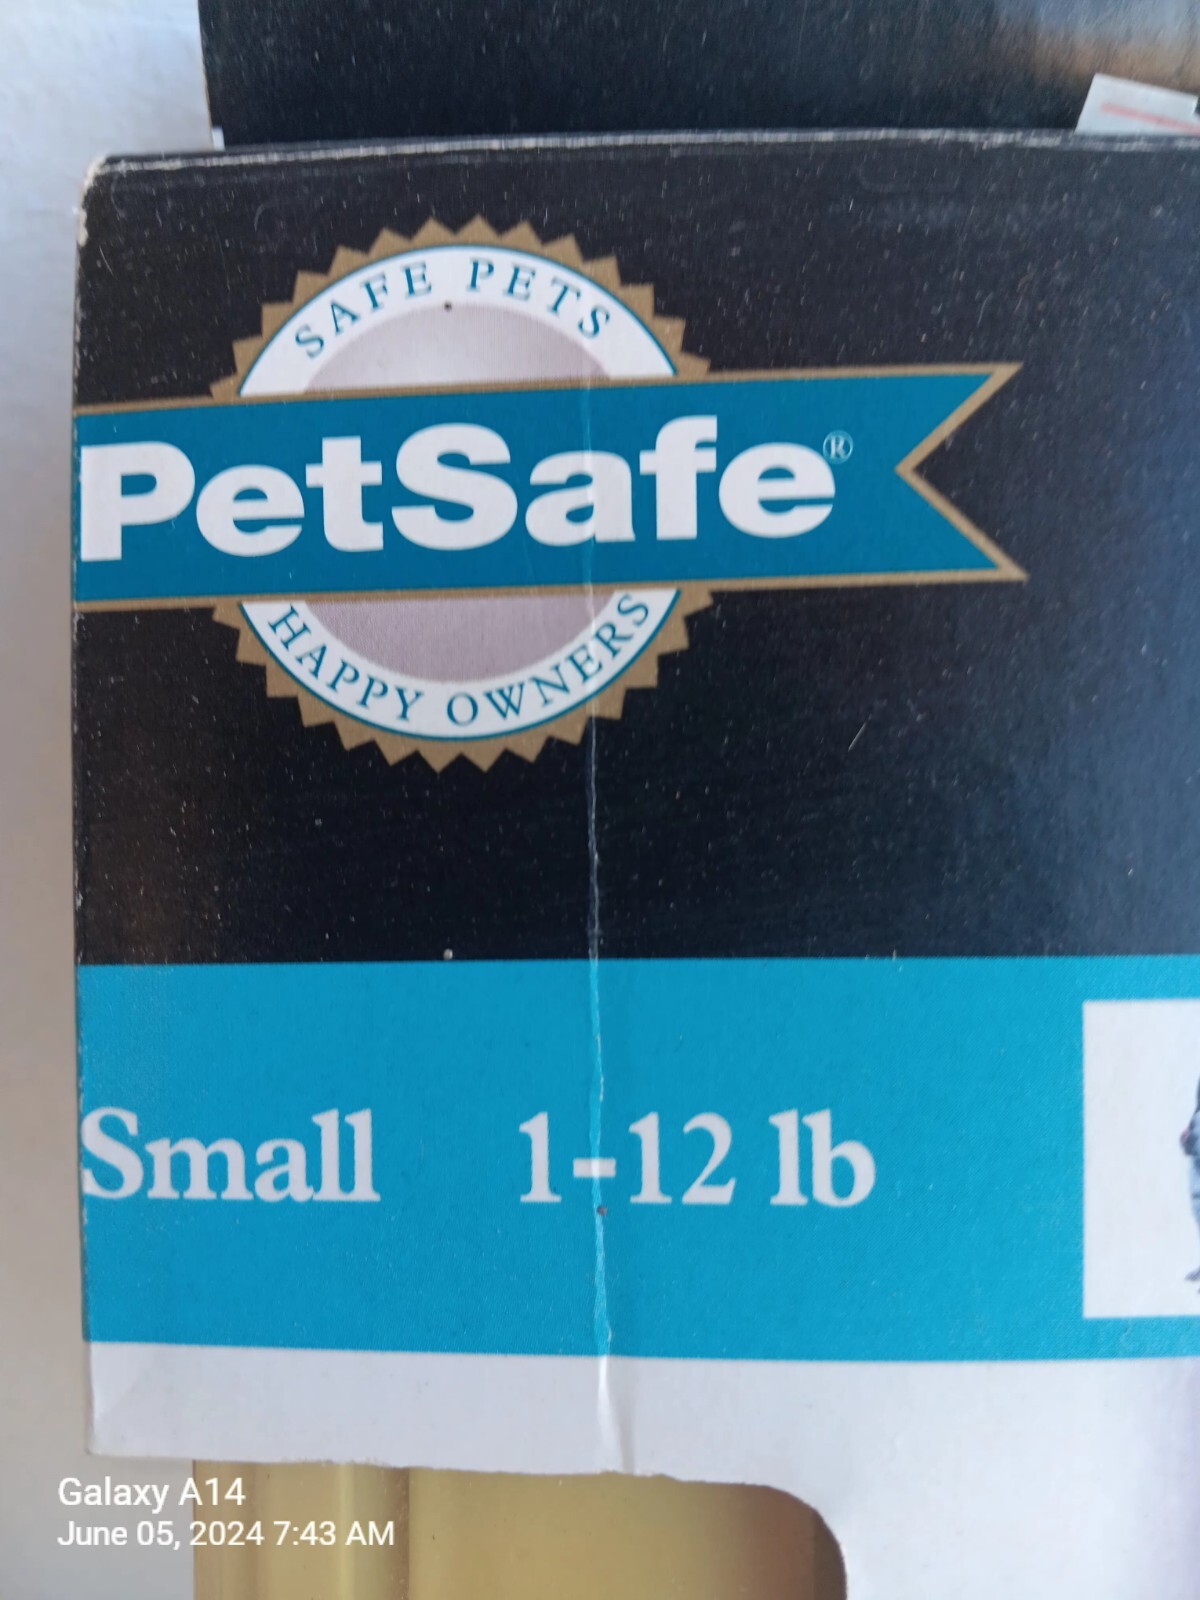 SAFE PETS
PetSafe®
HAPPY OWNERS
Small 1-12 lb
Galaxy A14
June 05, 2024 7:43 AM